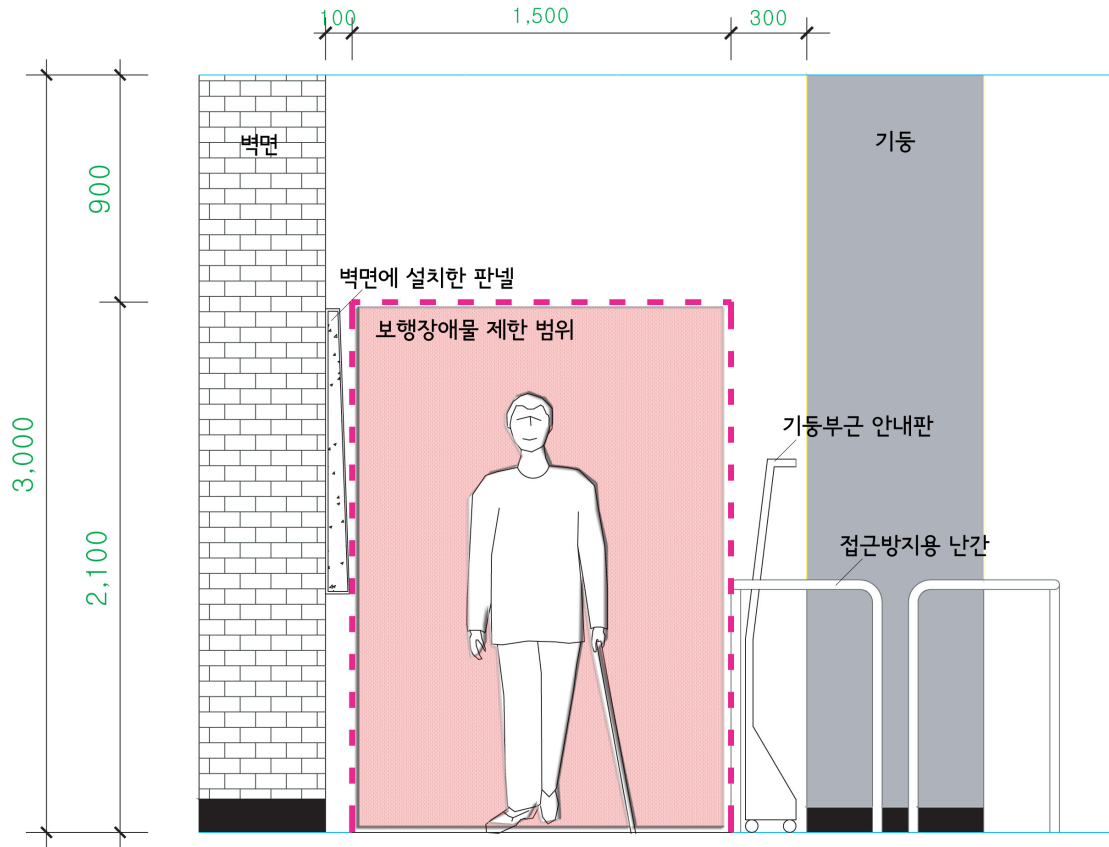 100
1,500
300
벽면
기둥
900
벽면에 설치한 판넬
보행장애물 제한 범위
기둥부근 안내판
3,000
접근방지용 난간
2,100